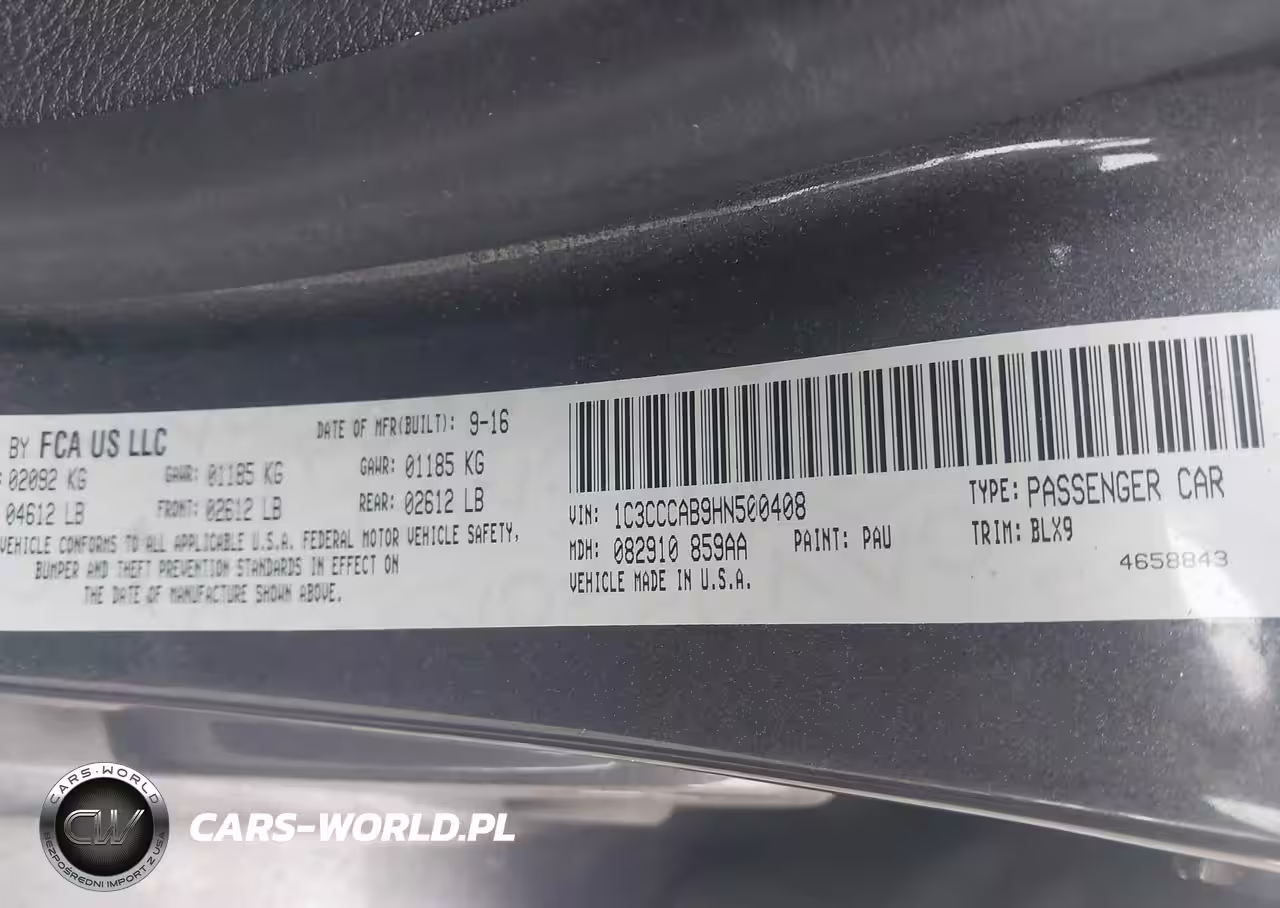 BY FCA US LLC
DATE OF MFR(BUILT): 9-16
: 02092 KG GAWR: 01185 KG GAWR: 01185 KG
04612 LB FRONT: 02612 LB REAR: 02612 LB
VEHICLE CONFORMS TO ALL APPLICABLE U.S.A. FEDERAL MOTOR VEHICLE SAFETY,
BUMPER AND THEFT PREVENTION STANDARDS IN EFFECT ON
THE DATE OF MANUFACTURE SHOWN ABOVE.
VIN: 1C3CCCAB9HN500408
TYPE: PASSENGER CAR
MDH: 082910 859AA PAINT: PAU TRIM: BLX9
VEHICLE MADE IN U.S.A.
4658843
CARS-WORLD
CW
BEZPOŚREDNI IMPORT Z USA
CARS-WORLD.PL